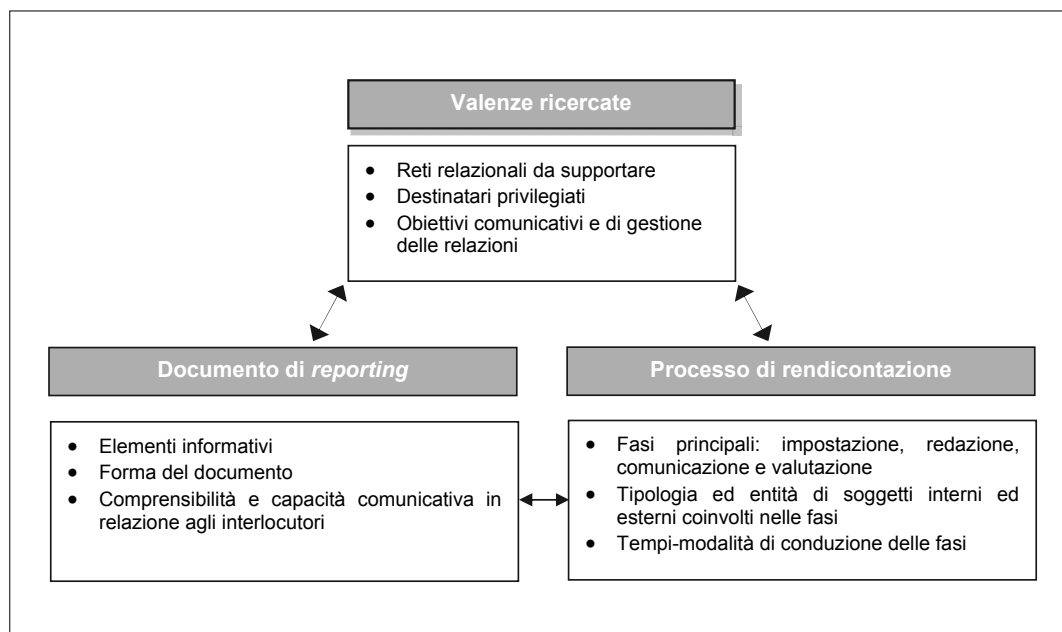 Valenze ricercate
• Reti relazionali da supportare
• Destinatari privilegiati
• Obiettivi comunicativi e di gestione
delle relazioni
Documento di reporting
• Elementi informativi
• Forma del documento
• Comprensibilità e capacità comunicativa in
relazione agli interlocutori
Processo di rendicontazione
• Fasi principali: impostazione, redazione,
comunicazione e valutazione
• Tipologia ed entità di soggetti interni ed
esterni coinvolti nelle fasi
• Tempi-modalità di conduzione delle fasi